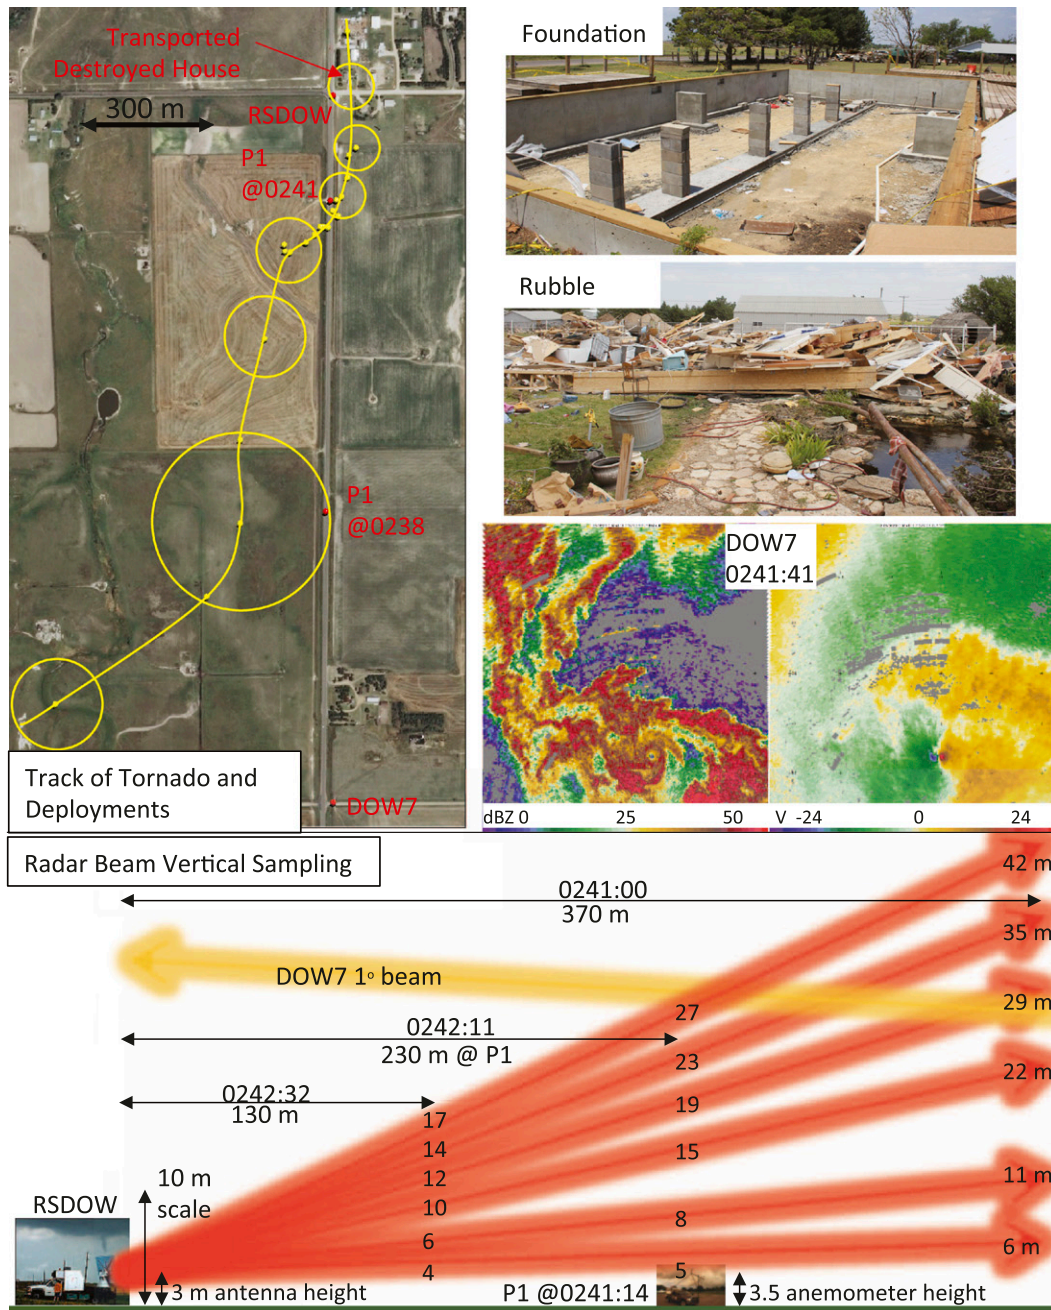 Transported
Destroyed House
300 m
RSDOW
P1
@0241
P1
@0238
DOW7
Track of Tornado and
Deployments
Foundation
Rubble
DOW7
0241:41
dBZ 0 25 50
V -24 0 24
Radar Beam Vertical Sampling
0241:00
370 m
42 m
35 m
DOW7 1º beam
29 m
27
0242:11
230 m @ P1
23
22 m
0242:32
130 m
19
17
15
14
12
11 m
10 m
scale
10
8
RSDOW
6
6 m
4
5
3 m antenna height
P1 @0241:14
3.5 anemometer height